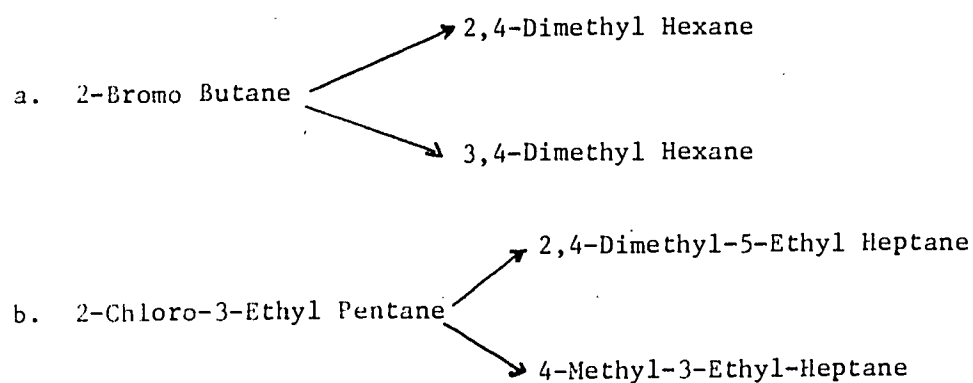 2,4-Dimethyl Hexane
a. 2-Bromo Butane
3,4-Dimethyl Hexane
2,4-Dimethyl-5-Ethyl Heptane
b. 2-Chloro-3-Ethyl Pentane
4-Methyl-3-Ethyl-Heptane